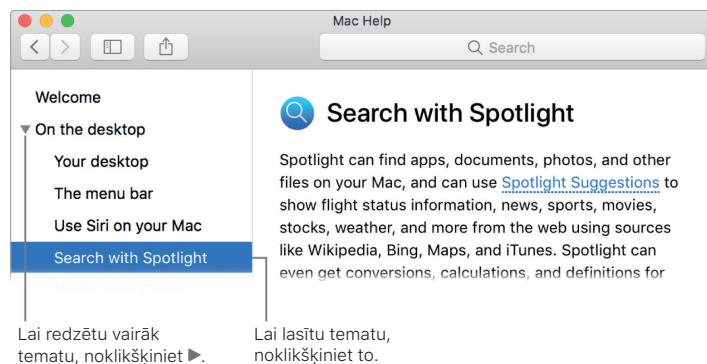 Mac Help
Search
Welcome
▼ On the desktop
Your desktop
The menu bar
Use Siri on your Mac
Search with Spotlight
Search with Spotlight
Spotlight can find apps, documents, photos, and other
files on your Mac, and can use Spotlight Suggestions to
show flight status information, news, sports, movies,
stocks, weather, and more from the web using sources
like Wikipedia, Bing, Maps, and iTunes. Spotlight can
even get conversions, calculations, and definitions for
Lai redzētu vairāk
tematu, noklikšķiniet ▶.
Lai lasītu tematu,
noklikšķiniet to.